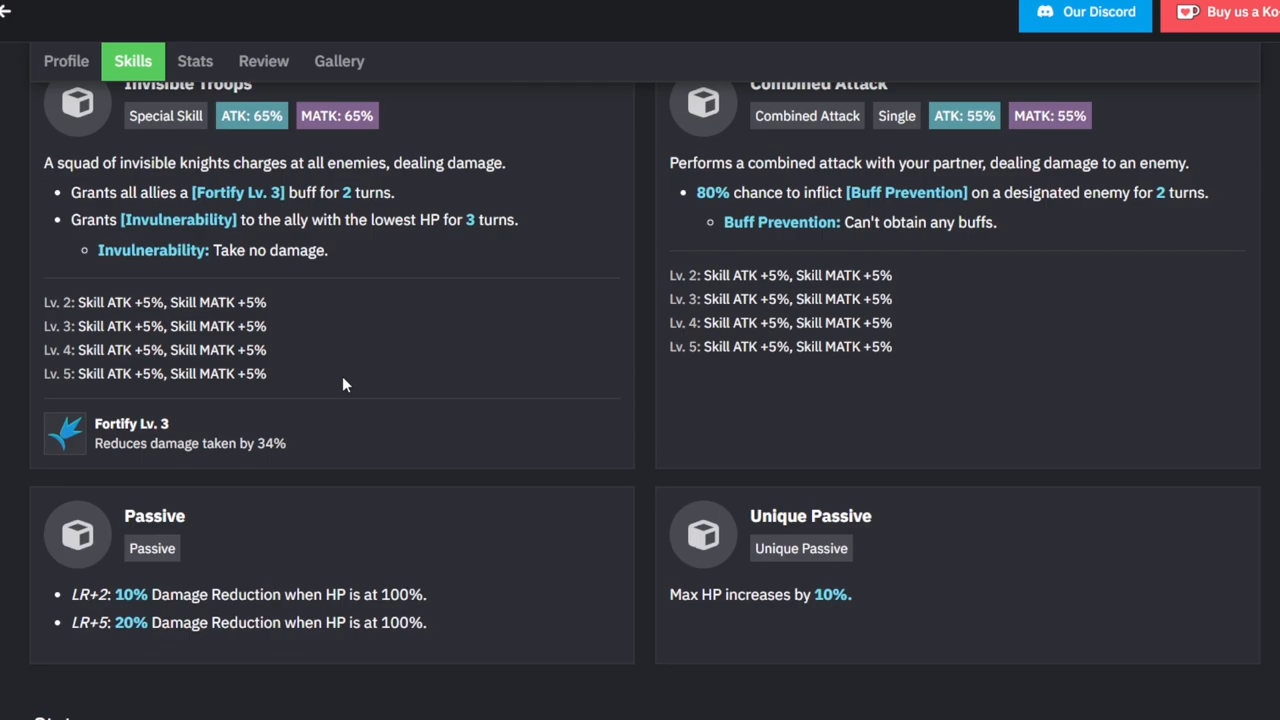 Our Discord
Buy us a Ko-
Profile
Skills
Stats
Review
Gallery
Invisible Troops
Special Skill
ATK: 65%
MATK: 65%
A squad of invisible knights charges at all enemies, dealing damage.
Grants all allies a [Fortify Lv. 3] buff for 2 turns.
Grants [Invulnerability] to the ally with the lowest HP for 3 turns.
Invulnerability: Take no damage.
Lv. 2: Skill ATK +5%, Skill MATK +5%
Lv. 3: Skill ATK +5%, Skill MATK +5%
Lv. 4: Skill ATK +5%, Skill MATK +5%
Lv. 5: Skill ATK +5%, Skill MATK +5%
Fortify Lv. 3
Reduces damage taken by 34%
Combined Attack
Combined Attack
Single
ATK: 55%
MATK: 55%
Performs a combined attack with your partner, dealing damage to an enemy.
80% chance to inflict [Buff Prevention] on a designated enemy for 2 turns.
Buff Prevention: Can't obtain any buffs.
Lv. 2: Skill ATK +5%, Skill MATK +5%
Lv. 3: Skill ATK +5%, Skill MATK +5%
Lv. 4: Skill ATK +5%, Skill MATK +5%
Lv. 5: Skill ATK +5%, Skill MATK +5%
Passive
Passive
LR+2: 10% Damage Reduction when HP is at 100%.
LR+5: 20% Damage Reduction when HP is at 100%.
Unique Passive
Unique Passive
Max HP increases by 10%.